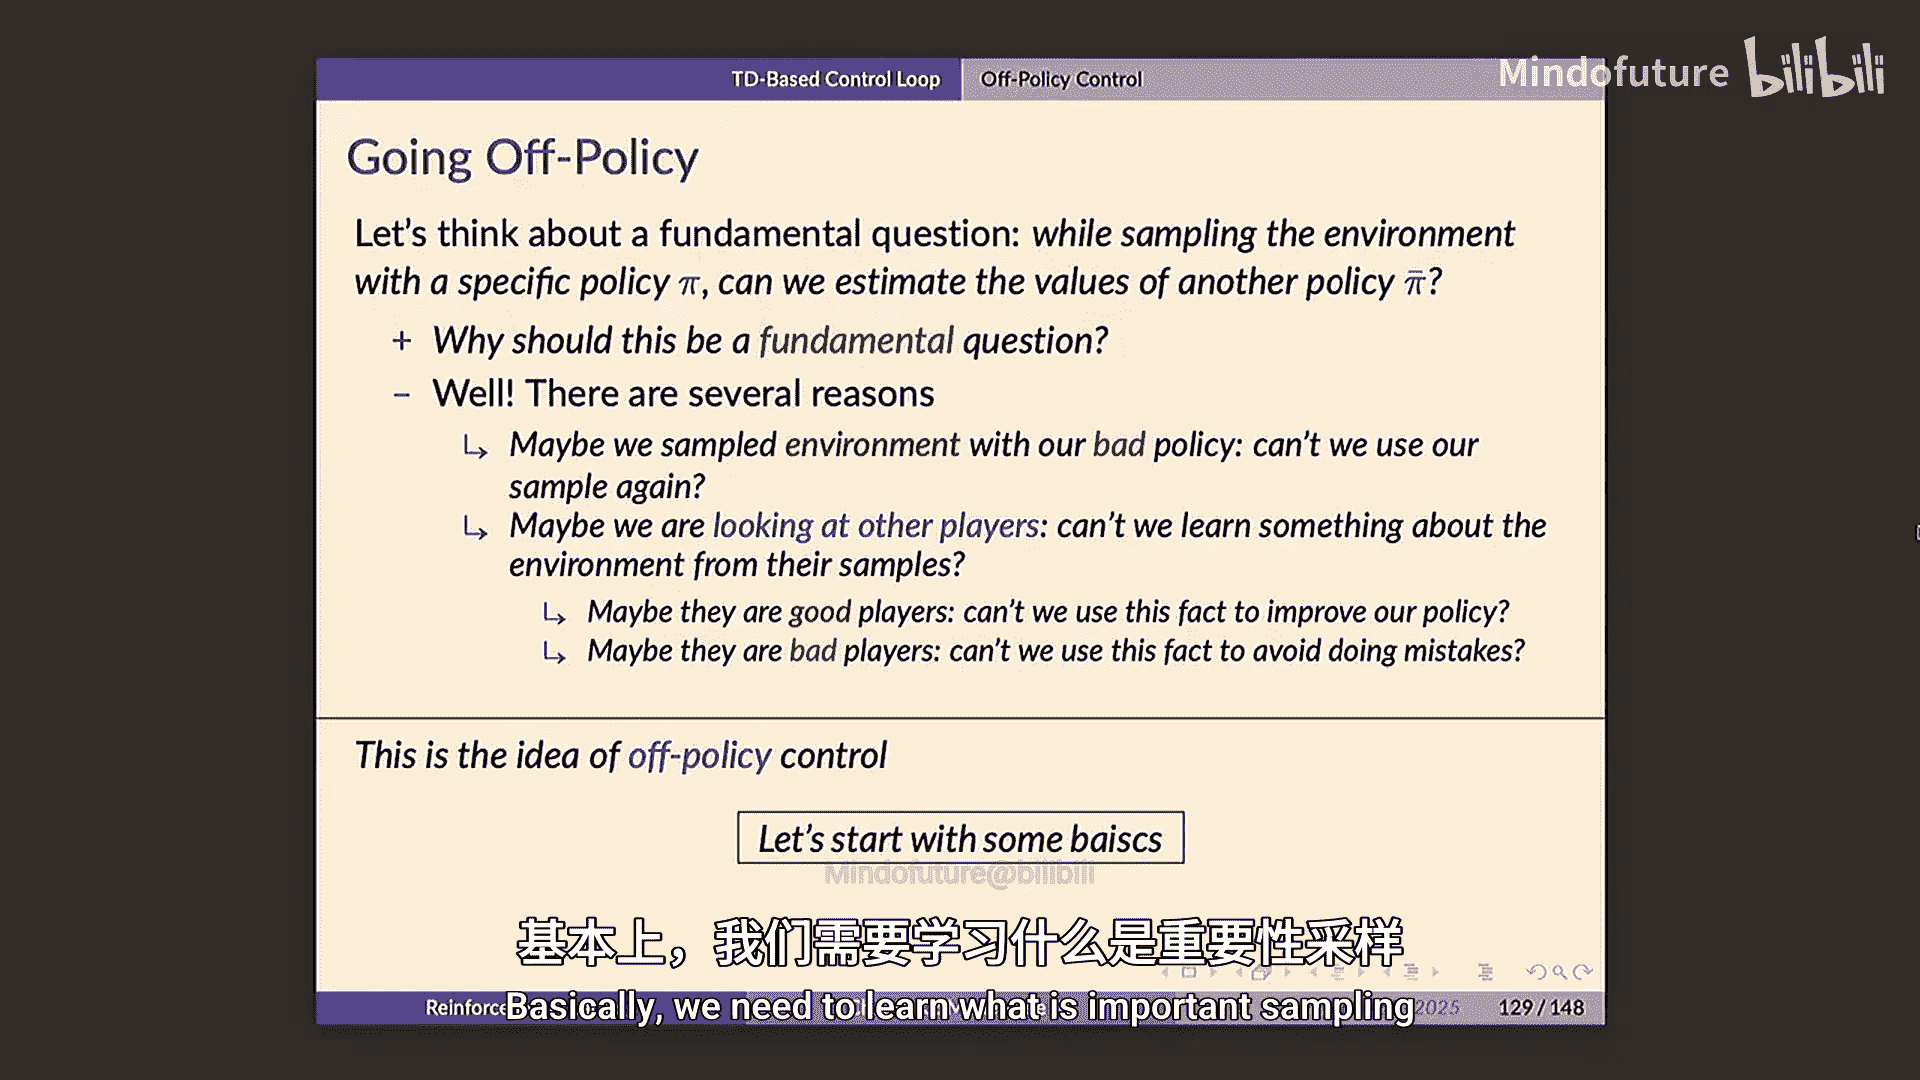 TD-Based Control Loop Off-Policy Control
Mindofuture bilibili
Going Off-Policy
Let's think about a fundamental question: while sampling the environment
with a specific policy π, can we estimate the values of another policy π̄?
+ Why should this be a fundamental question?
– Well! There are several reasons
↳ Maybe we sampled environment with our bad policy: can't we use our
sample again?
↳ Maybe we are looking at other players: can't we learn something about the
environment from their samples?
↳ Maybe they are good players: can't we use this fact to improve our policy?
↳ Maybe they are bad players: can't we use this fact to avoid doing mistakes?
This is the idea of off-policy control
Let's start with some baiscs
Mindofuture@bilibili
基本上，我们需要学习什么是重要性采样
Basically, we need to learn what is important sampling
2025 129 / 148